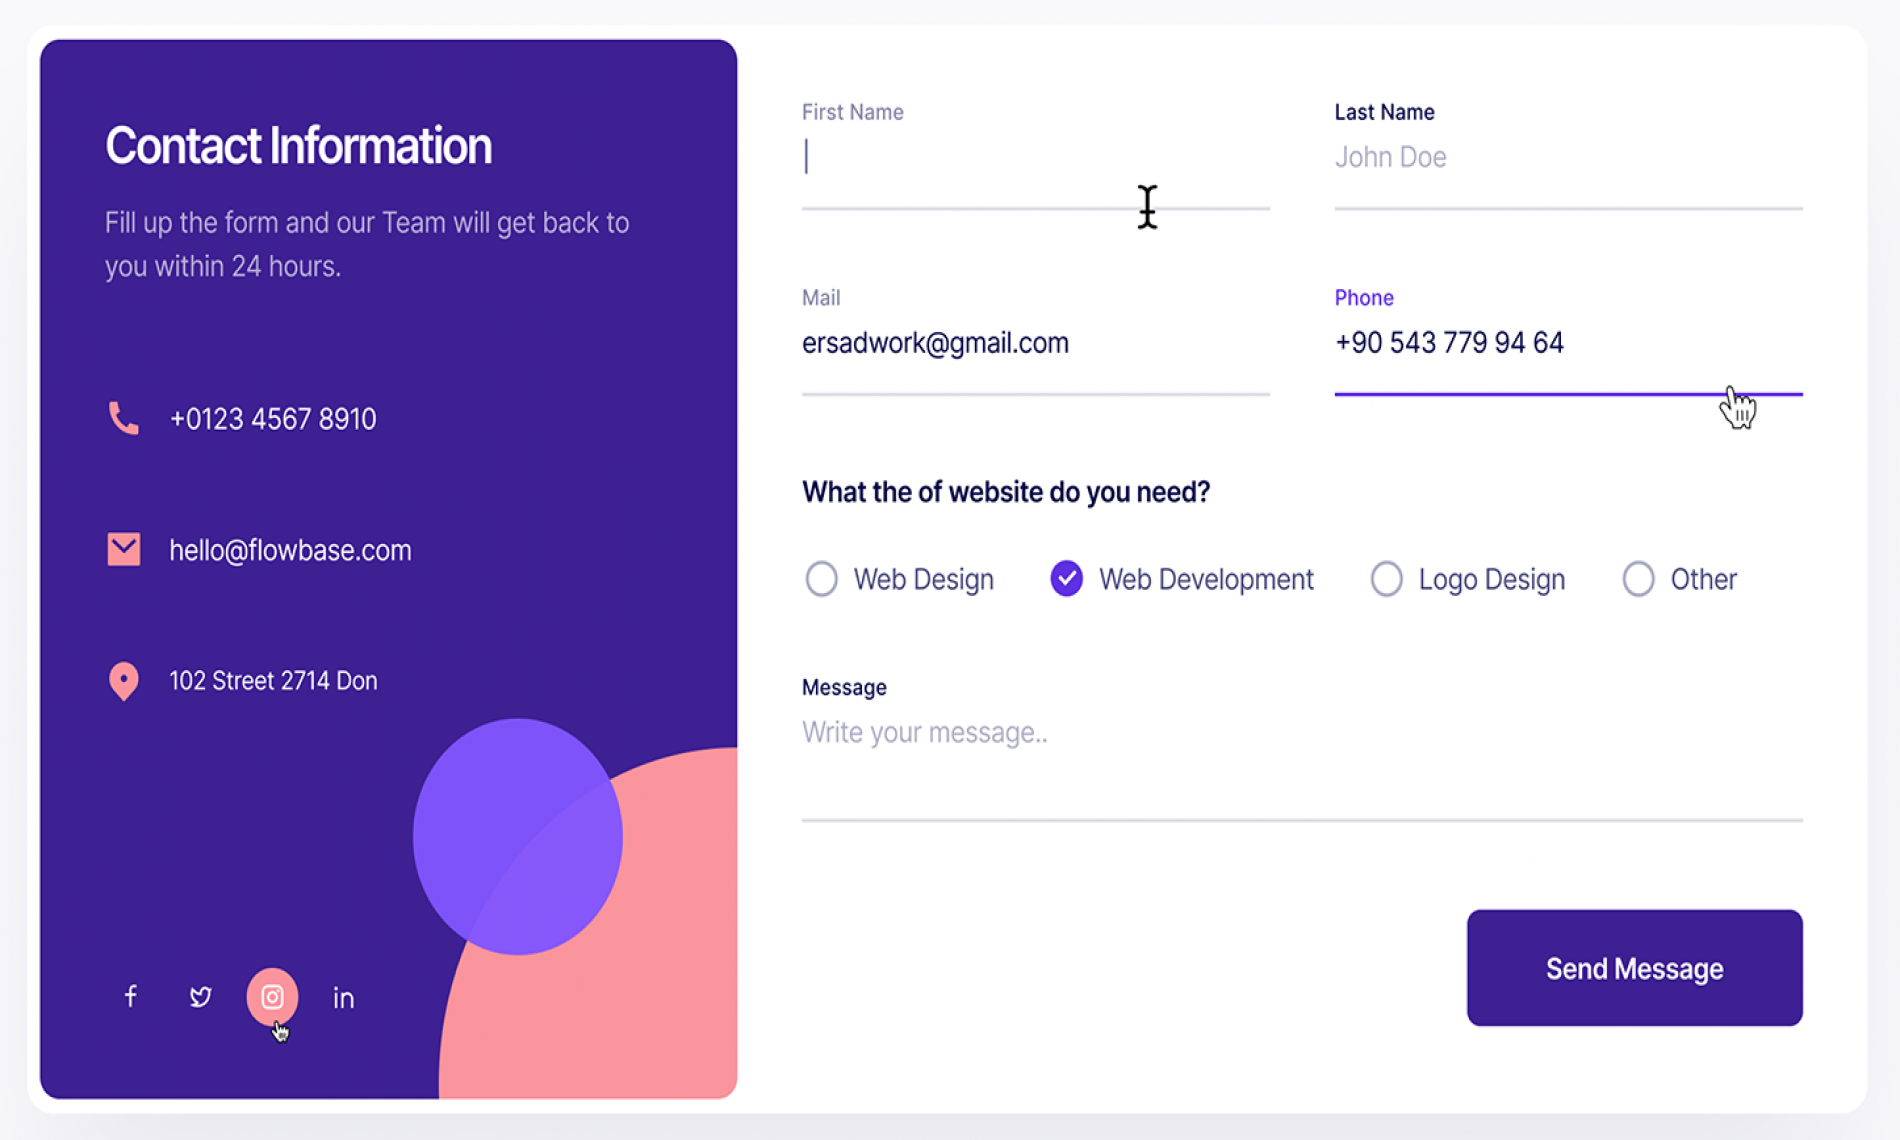 Contact Information
Fill up the form and our Team will get back to
you within 24 hours.
+0123 4567 8910
hello@flowbase.com
102 Street 2714 Don
f
in
First Name
Last Name
John Doe
Mail
ersadwork@gmail.com
Phone
+90 543 779 94 64
What the of website do you need?
Web Design
Web Development
Logo Design
Other
Message
Write your message..
Send Message